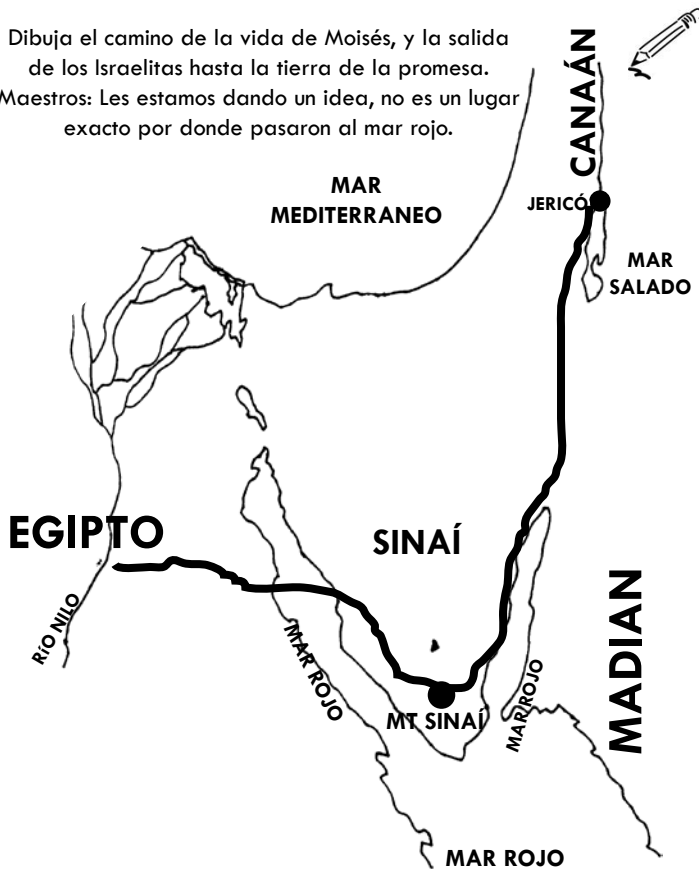 Dibuja el camino de la vida de Moisés, y la salida
de los Israelitas hasta la tierra de la promesa.
Maestros: Les estamos dando un idea, no es un lugar
exacto por donde pasaron al mar rojo.
CANAÁN
MAR
MEDITERRANEO
JERICÓ
MAR
SALADO
EGIPTO
SINAÍ
RÍO NILO
MAR ROJO
MT SINAÍ
MAR ROJO
MADIAN
MAR ROJO